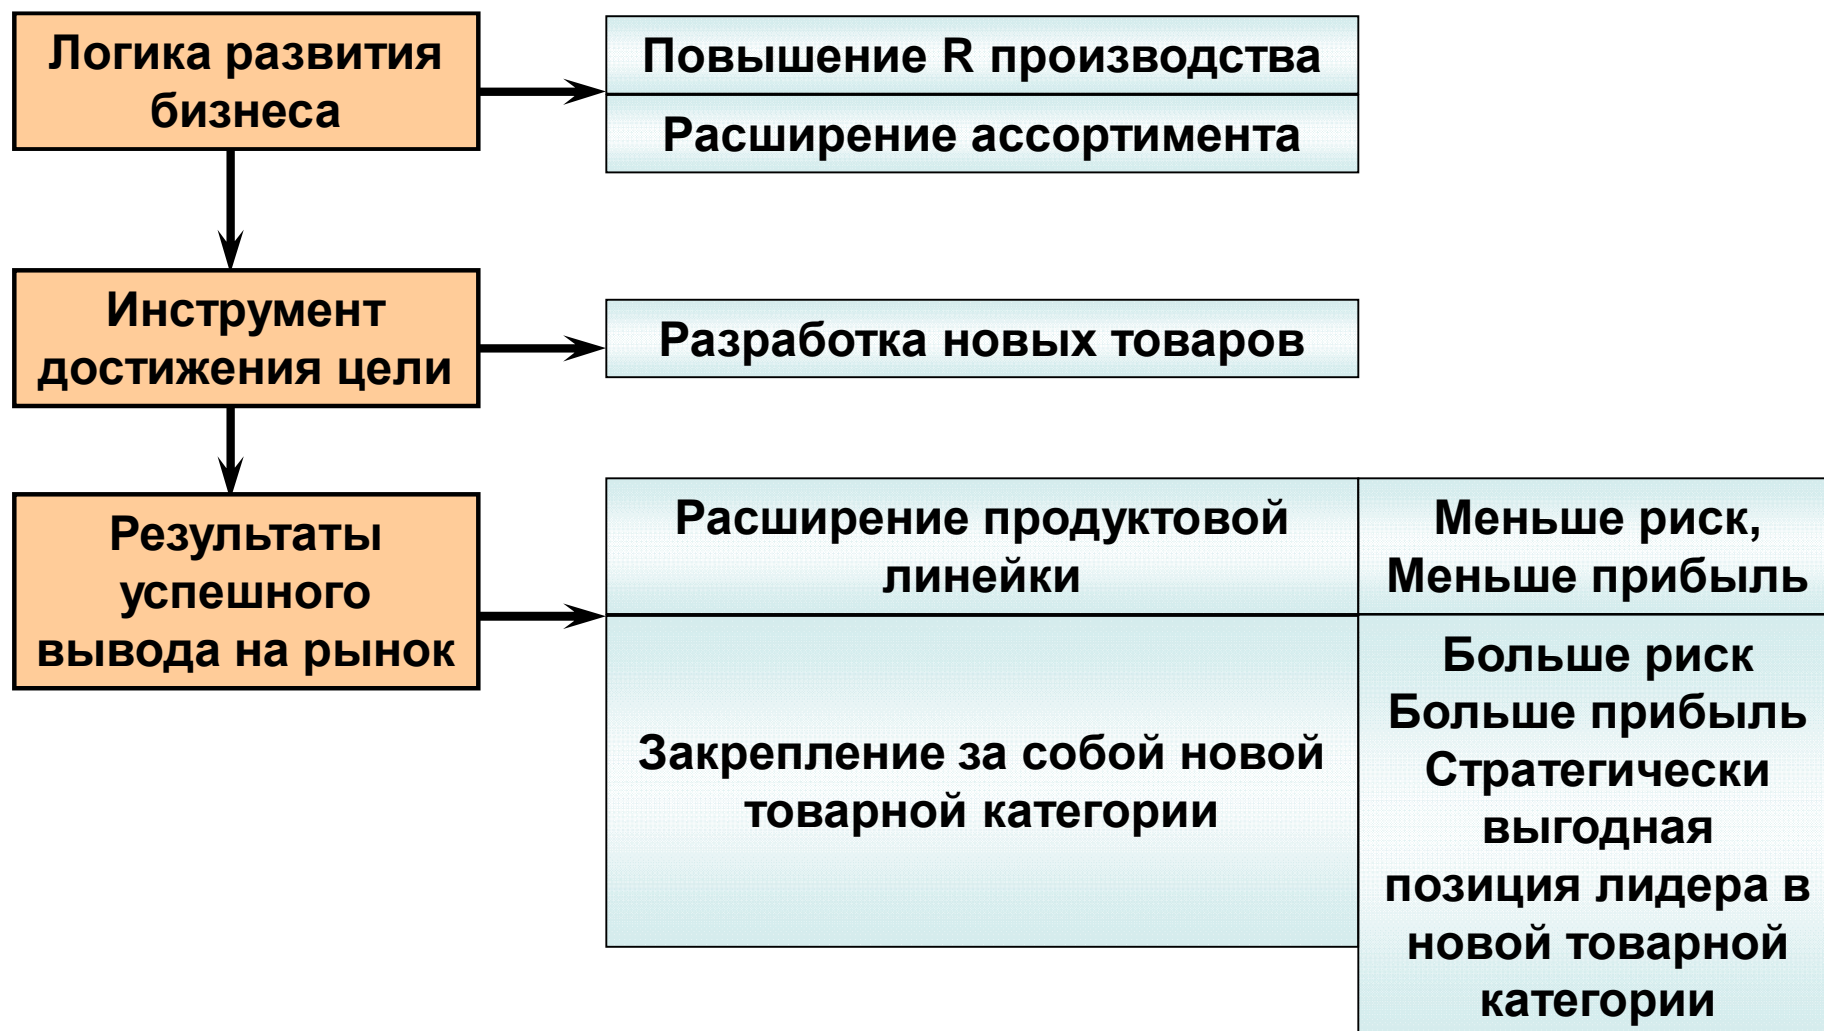 Логика развития
бизнеса
Повышение R производства
Расширение ассортимента
Инструмент
достижения цели
Разработка новых товаров
Результаты
успешного
вывода на рынок
Расширение продуктовой
линейки
Меньше риск,
Меньше прибыль
Закрепление за собой новой
товарной категории
Больше риск
Больше прибыль
Стратегически
выгодная
позиция лидера в
новой товарной
категории